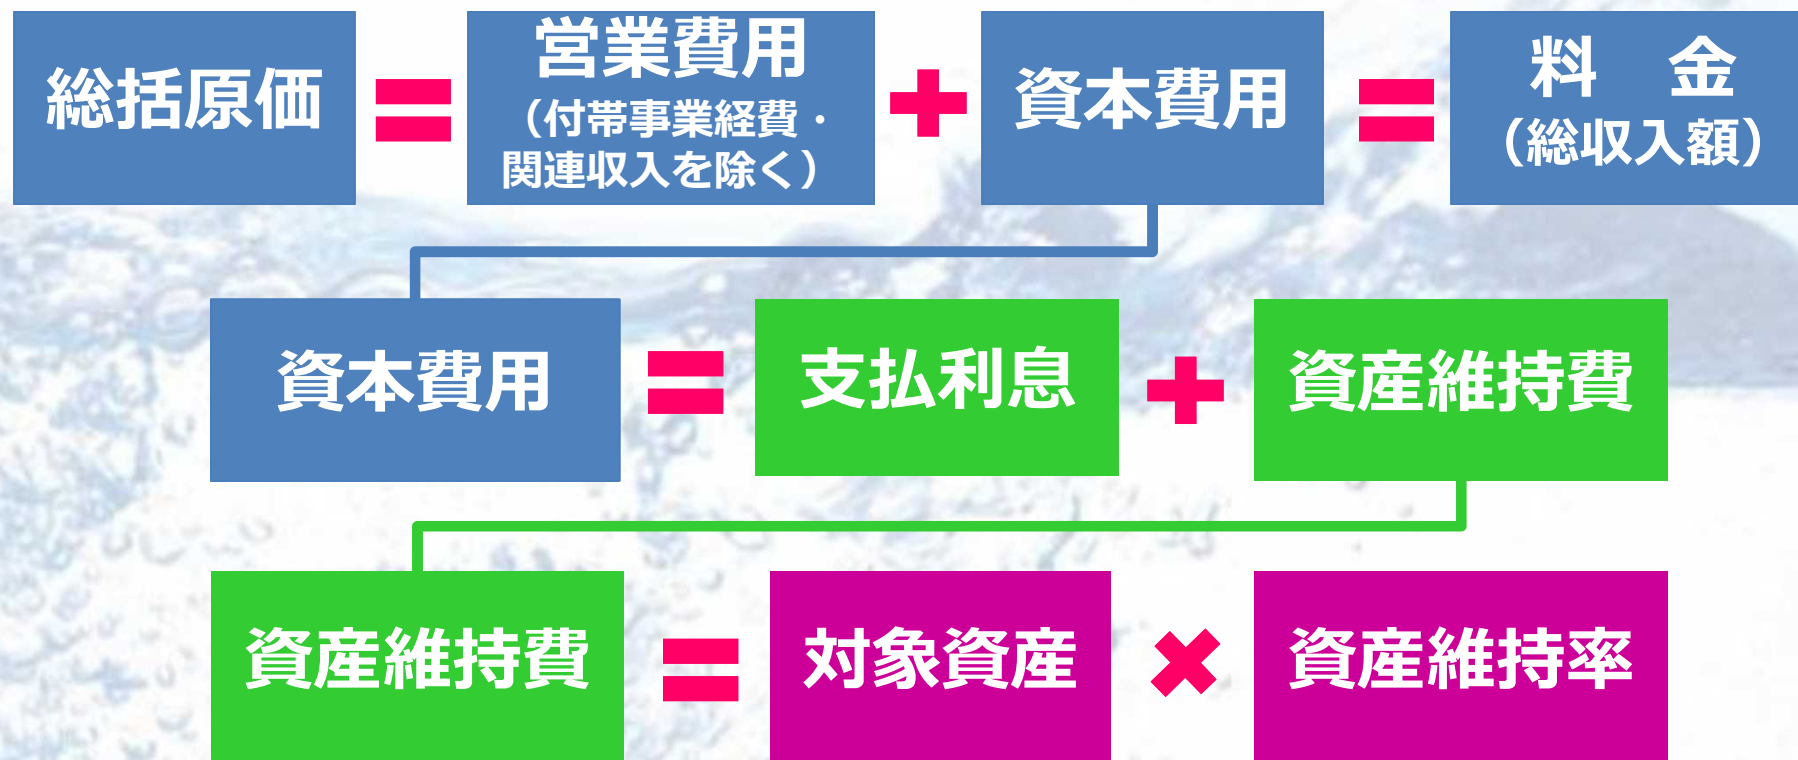 総括原価 = 営業費用 + 資本費用 = 料　金
（付帯事業経費・
関連収入を除く）
（総収入額）
資本費用 = 支払利息 + 資産維持費
資産維持費 = 対象資産 × 資産維持率